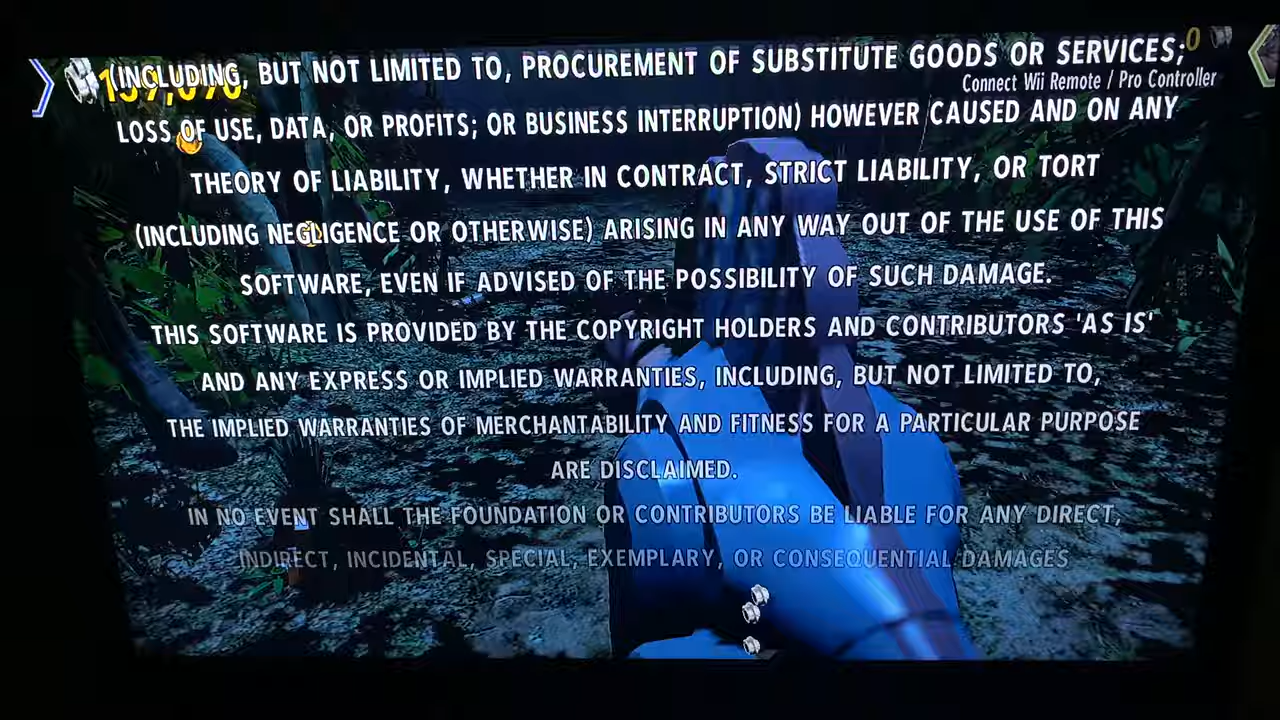 (INCLUDING, BUT NOT LIMITED TO, PROCUREMENT OF SUBSTITUTE GOODS OR SERVICES;
0
Connect Wii Remote / Pro Controller
LOSS OF USE, DATA, OR PROFITS; OR BUSINESS INTERRUPTION) HOWEVER CAUSED AND ON ANY
THEORY OF LIABILITY, WHETHER IN CONTRACT, STRICT LIABILITY, OR TORT
(INCLUDING NEGLIGENCE OR OTHERWISE) ARISING IN ANY WAY OUT OF THE USE OF THIS
SOFTWARE, EVEN IF ADVISED OF THE POSSIBILITY OF SUCH DAMAGE.
THIS SOFTWARE IS PROVIDED BY THE COPYRIGHT HOLDERS AND CONTRIBUTORS 'AS IS'
AND ANY EXPRESS OR IMPLIED WARRANTIES, INCLUDING, BUT NOT LIMITED TO,
THE IMPLIED WARRANTIES OF MERCHANTABILITY AND FITNESS FOR A PARTICULAR PURPOSE
ARE DISCLAIMED.
IN NO EVENT SHALL THE FOUNDATION OR CONTRIBUTORS BE LIABLE FOR ANY DIRECT,
INDIRECT, INCIDENTAL, SPECIAL, EXEMPLARY, OR CONSEQUENTIAL DAMAGES